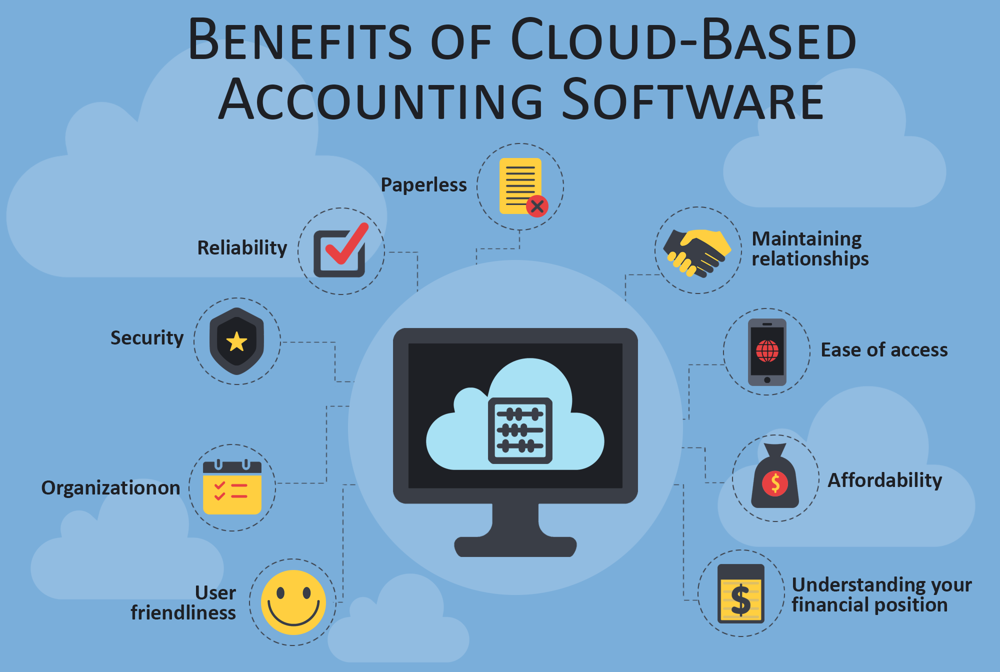 Benefits of Cloud-Based
Accounting Software
Paperless
Reliability
Maintaining
relationships
Security
Ease of access
Organizationon
Affordability
$
User
friendliness
Understanding your
financial position
$